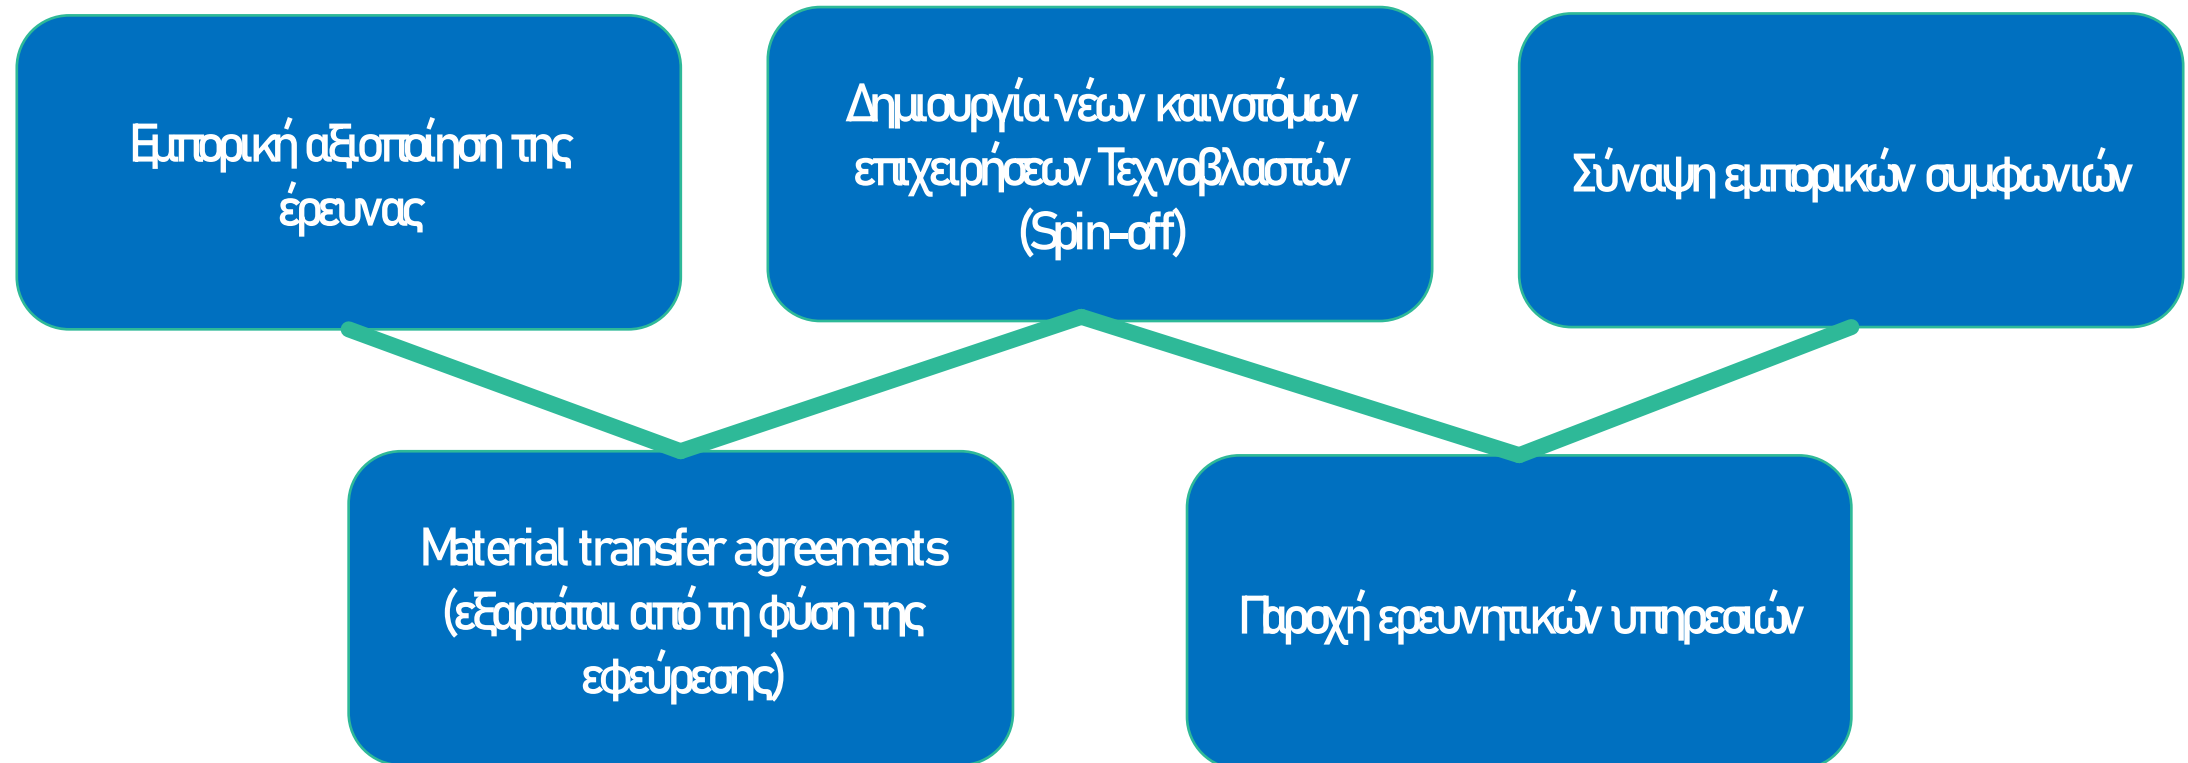 Εμπορική αξιοποίηση της
έρευνας
Δημιουργία νέων καινοτόμων
επιχειρήσεων Τεχνοβλαστών
(Spin-off)
Σύναψη εμπορικών συμφωνιών
Material transfer agreements
(εξαρτάται από τη φύση της
εφεύρεσης)
Παροχή ερευνητικών υπηρεσιών